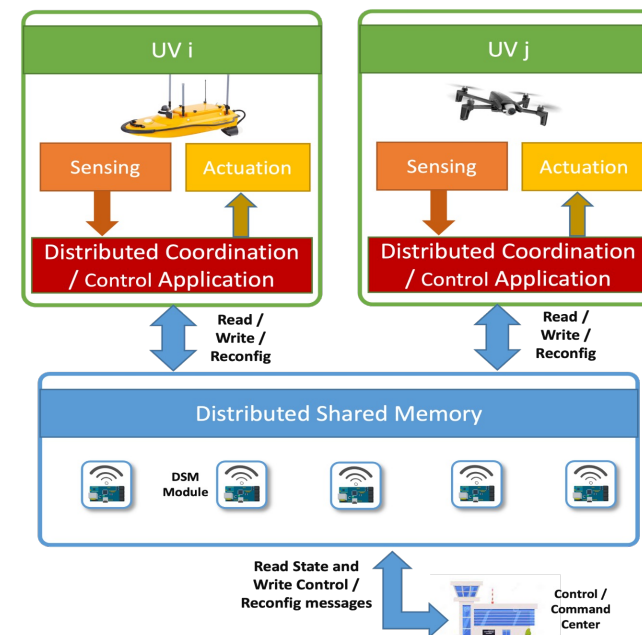 UV i
UV j
Sensing
Actuation
Sensing
Actuation
Distributed Coordination
/ Control Application
Distributed Coordination
/ Control Application
Read /
Write /
Reconfig
Read /
Write /
Reconfig
Distributed Shared Memory
DSM
Module
Read State and
Write Control /
Reconfig messages
Control /
Command
Center